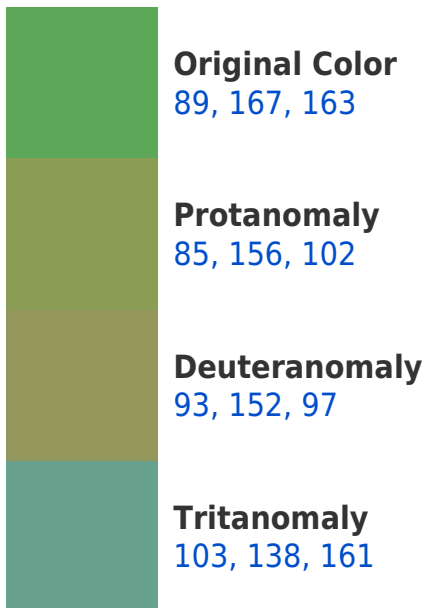 Original Color
89, 167, 163
Protanomaly
85, 156, 102
Deuteranomaly
93, 152, 97
Tritanomaly
103, 138, 161